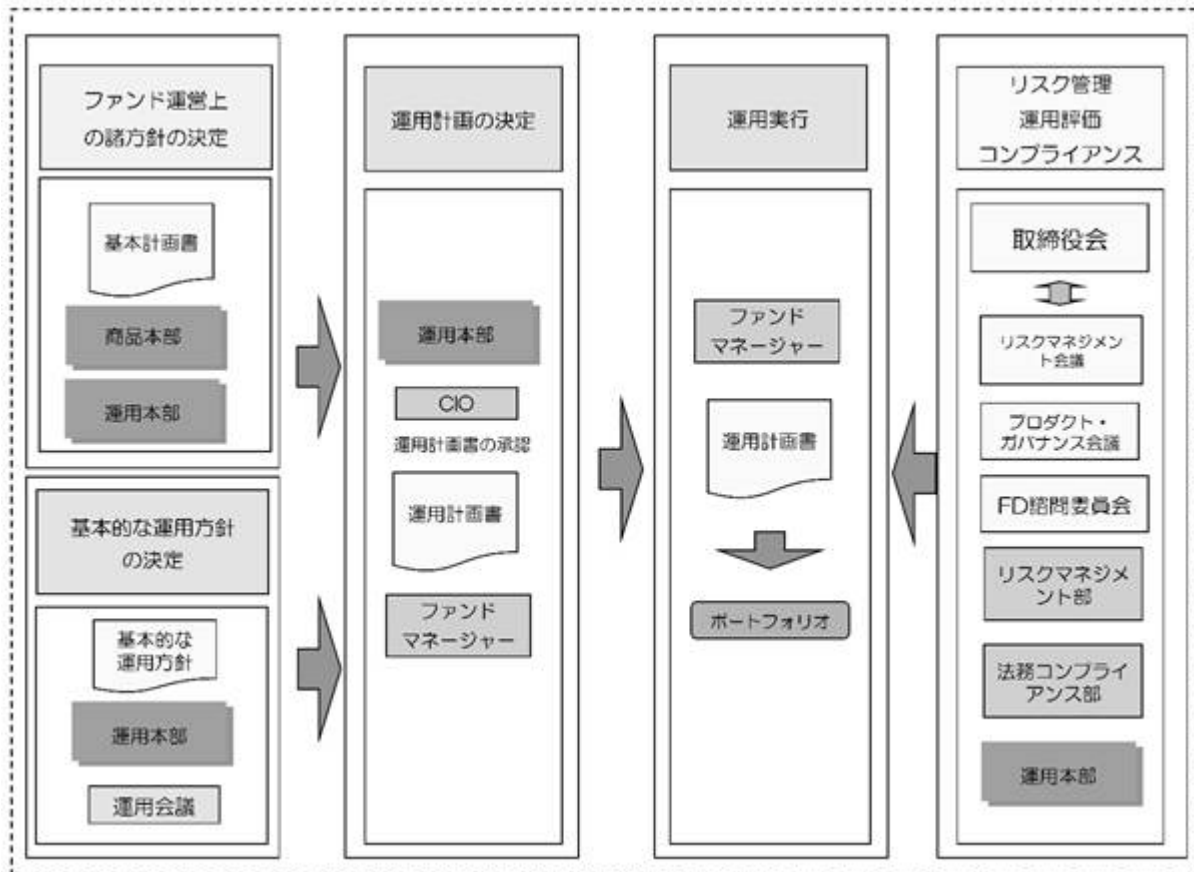 ファンド運営上
の諸方針の決定
基本計画書
商品本部
運用本部
基本的な運用方針
の決定
基本的な
運用方針
運用本部
運用会議
運用計画の決定
運用本部
CIO
運用計画書の承認
運用計画書
ファンド
マネージャー
運用実行
ファンド
マネージャー
運用計画書
ポートフォリオ
リスク管理
運用評価
コンプライアンス
取締役会
リスクマネジメン
ト会議
プロダクト・
ガバナンス会議
FD諮問委員会
リスクマネジメ
ント部
法務コンプライ
アンス部
運用本部